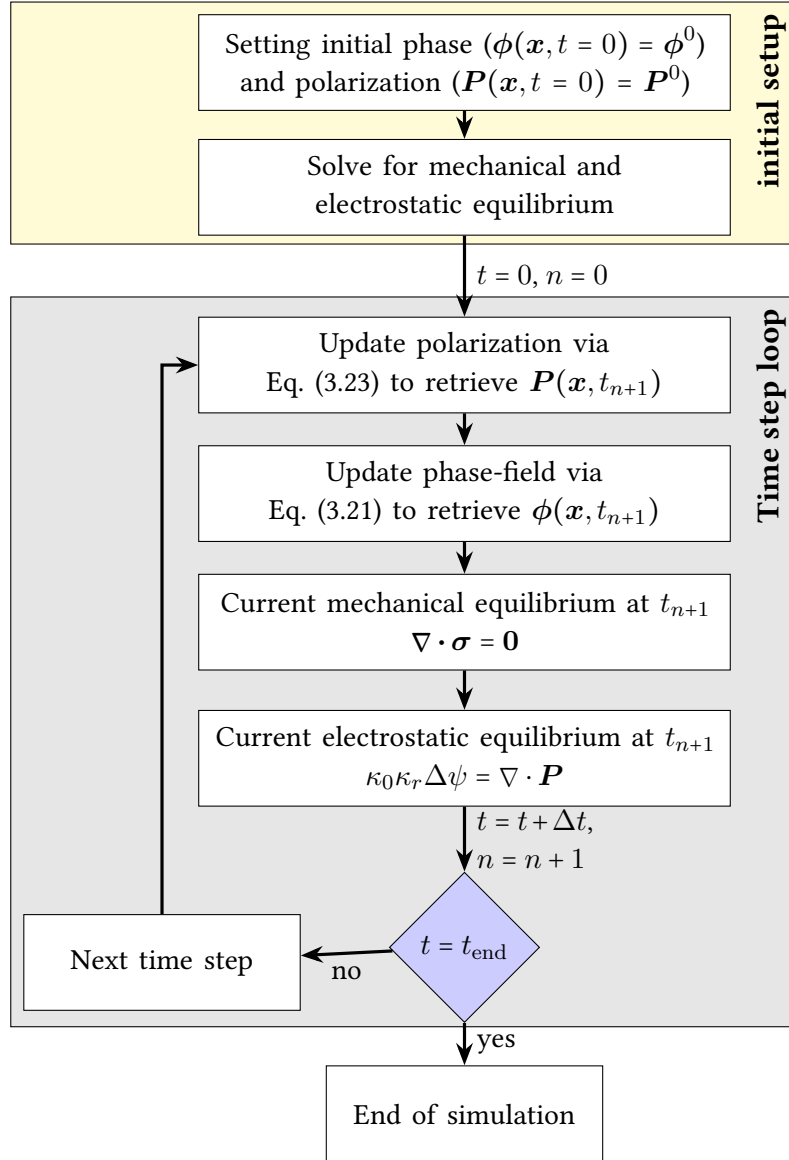 Setting initial phase (ϕ(x, t = 0) = ϕ⁰)
and polarization (P(x, t = 0) = P⁰)
initial setup
Solve for mechanical and
electrostatic equilibrium
t = 0, n = 0
Time step loop
Update polarization via
Eq. (3.23) to retrieve P(x, tₙ₊₁)
Update phase-field via
Eq. (3.21) to retrieve ϕ(x, tₙ₊₁)
Current mechanical equilibrium at tₙ₊₁
∇ · σ = 0
Current electrostatic equilibrium at tₙ₊₁
κ₀κᵣΔψ = ∇ · P
t = t + Δt,
n = n + 1
t = t_end
no
Next time step
yes
End of simulation